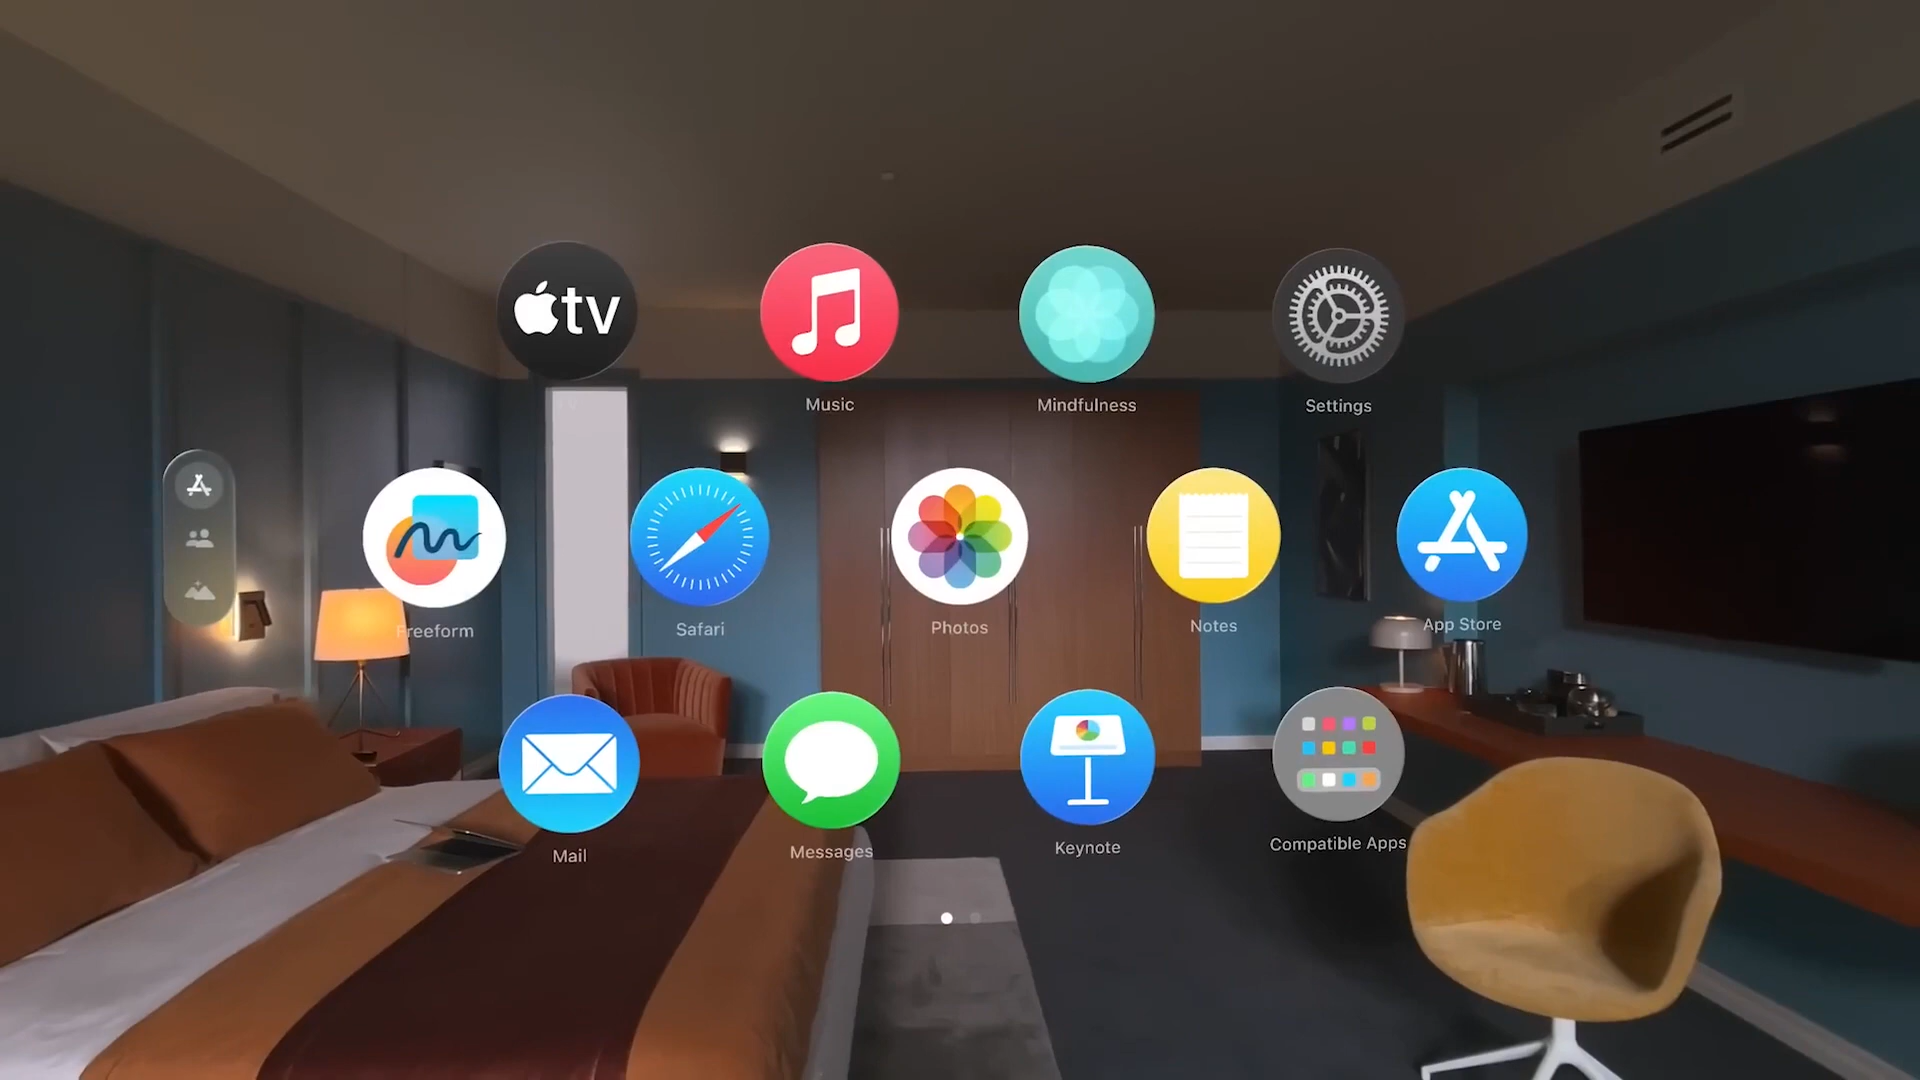 tv
Music
Mindfulness
Settings
Freeform
Safari
Photos
Notes
App Store
Mail
Messages
Keynote
Compatible Apps